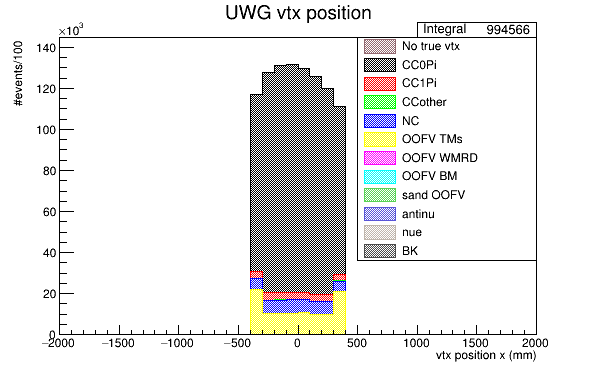 UWG vtx position
×10³
Integral 994566
#events/100
140
120
100
80
60
40
20
0
No true vtx
CC0Pi
CC1Pi
CCother
NC
OOFV TMs
OOFV WMRD
OOFV BM
sand OOFV
antinu
nue
BK
−2000 −1500 −1000 −500 0 500 1000 1500 2000
vtx position x (mm)